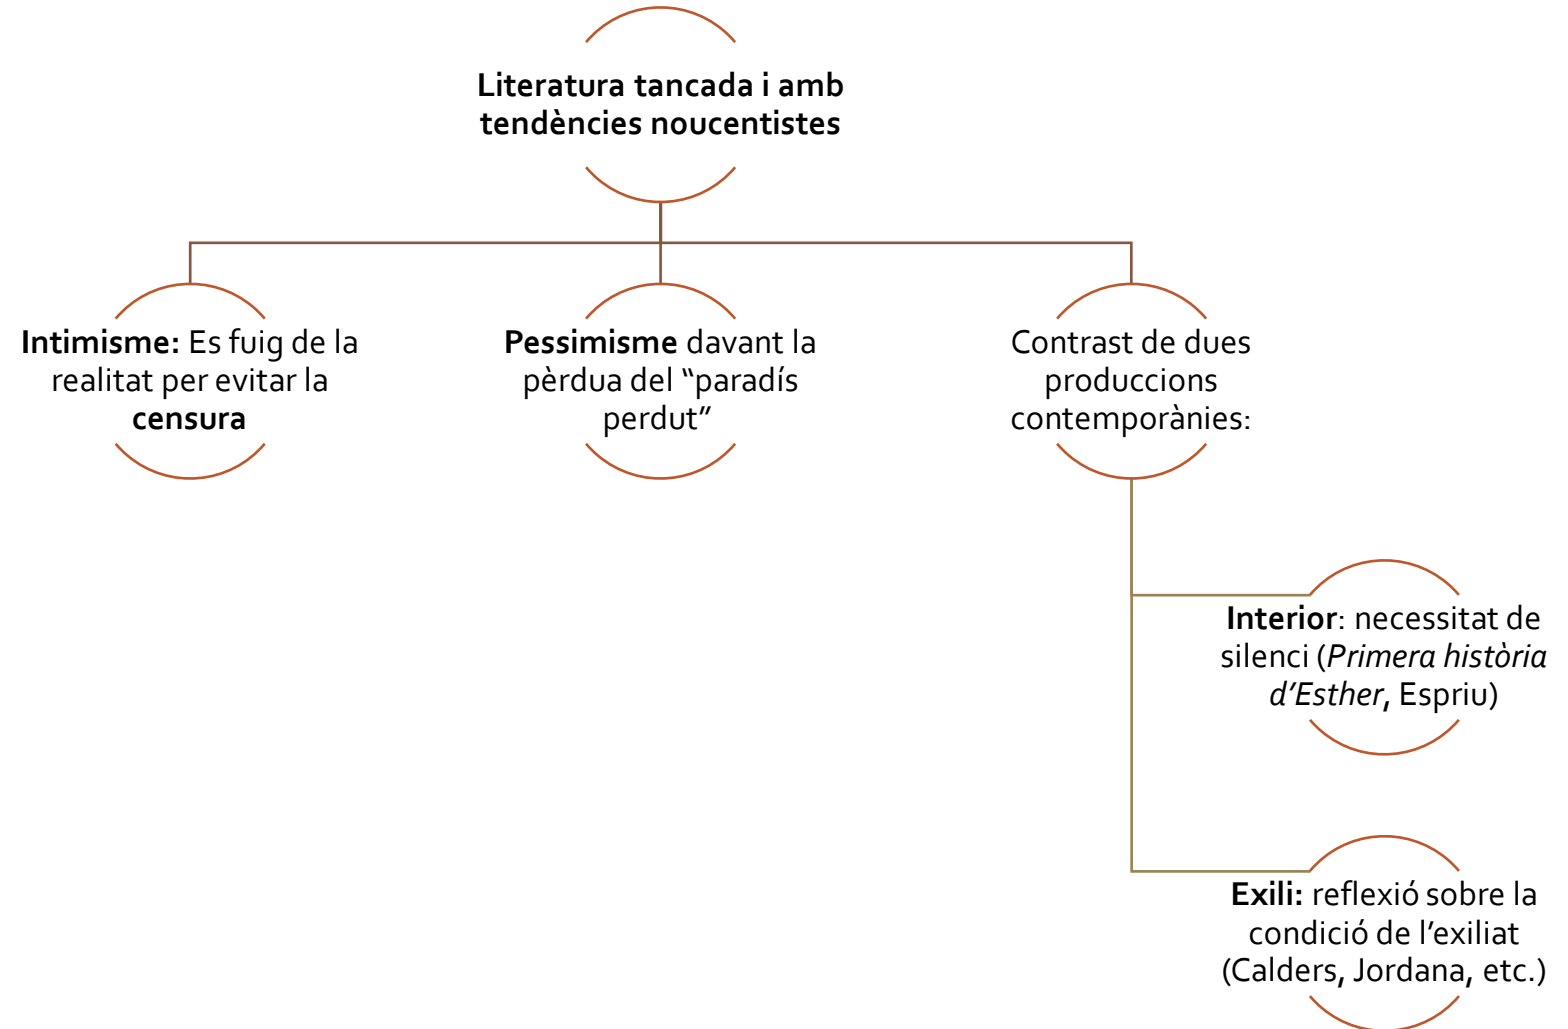 Literatura tancada i amb
tendències noucentistes
Intimisme: Es fuig de la
realitat per evitar la
censura
Pessimisme davant la
pèrdua del “paradís
perdut”
Contrast de dues
produccions
contemporànies:
Interior: necessitat de
silenci (Primera història
d’Esther, Espriu)
Exili: reflexió sobre la
condició de l’exiliat
(Calders, Jordana, etc.)